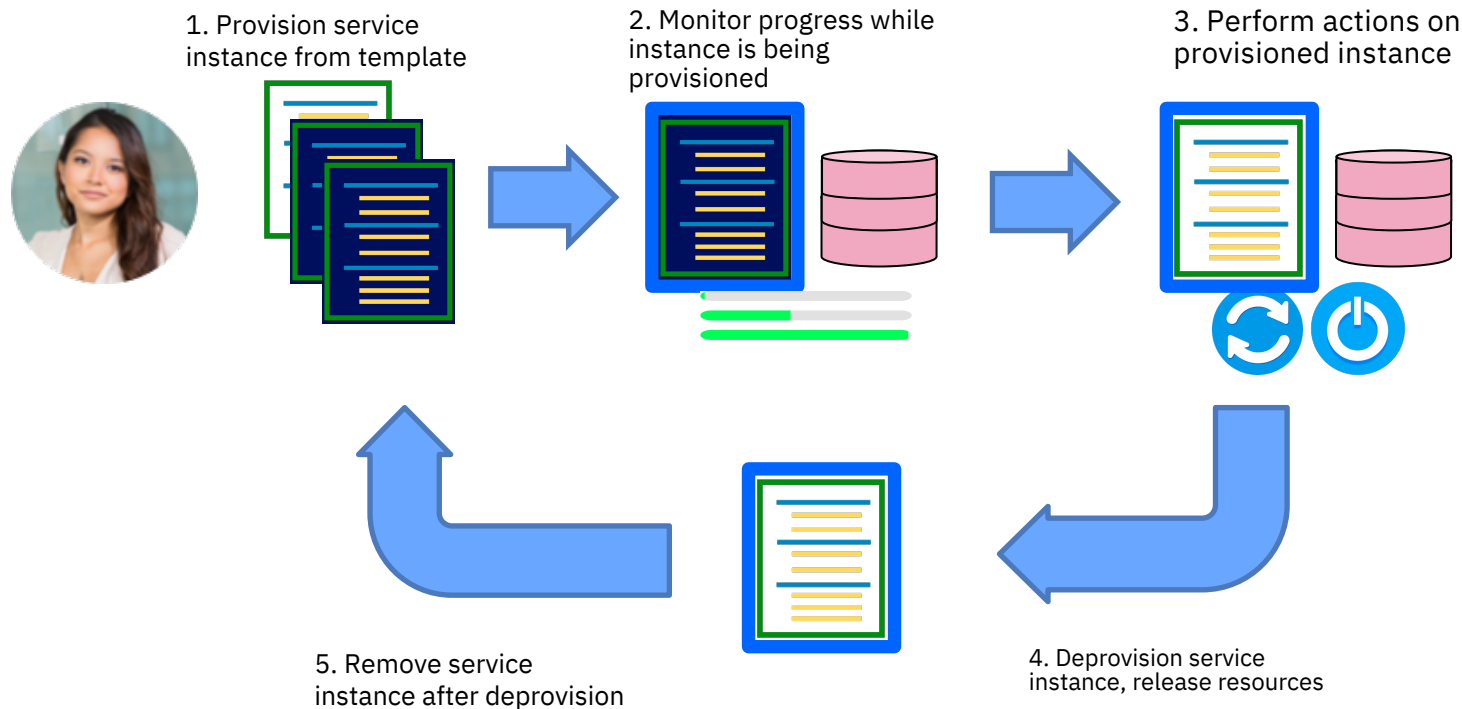 1. Provision service
instance from template
2. Monitor progress while
instance is being
provisioned
3. Perform actions on
provisioned instance
4. Deprovision service
instance, release resources
5. Remove service
instance after deprovision